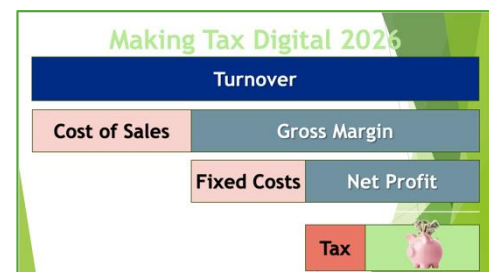 Making Tax Digital 2026
Turnover
Cost of Sales Gross Margin
Fixed Costs Net Profit
Tax